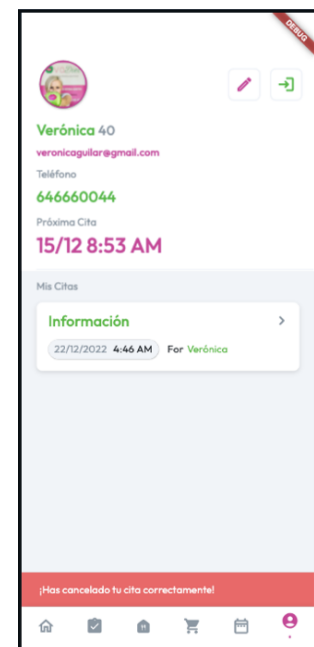 DEBUG
Verónica 40
veronicaguilar@gmail.com
Teléfono
646660044
Próxima Cita
15/12 8:53 AM
Mis Citas
Información
22/12/2022 4:46 AM For Verónica
¡Has cancelado tu cita correctamente!